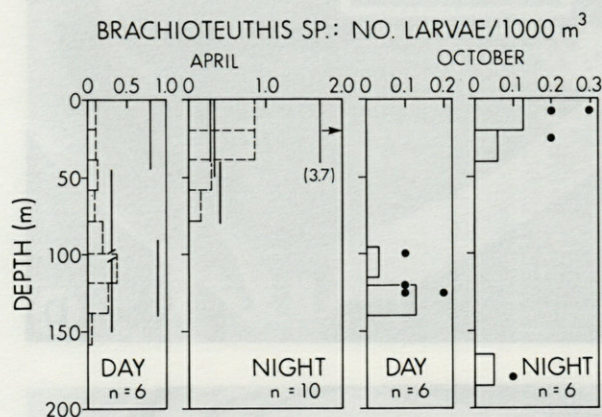 BRACHIOTEUTHIS SP.: NO. LARVAE/1000 m³
APRIL OCTOBER
0 0.5 1.0 0 1.0 2.0 0 0.1 0.2 0 0.1 0.2 0.3
0
50
100
150
200
DEPTH (m)
(3.7)
DAY
n = 6
NIGHT
n = 10
DAY
n = 6
NIGHT
n = 6